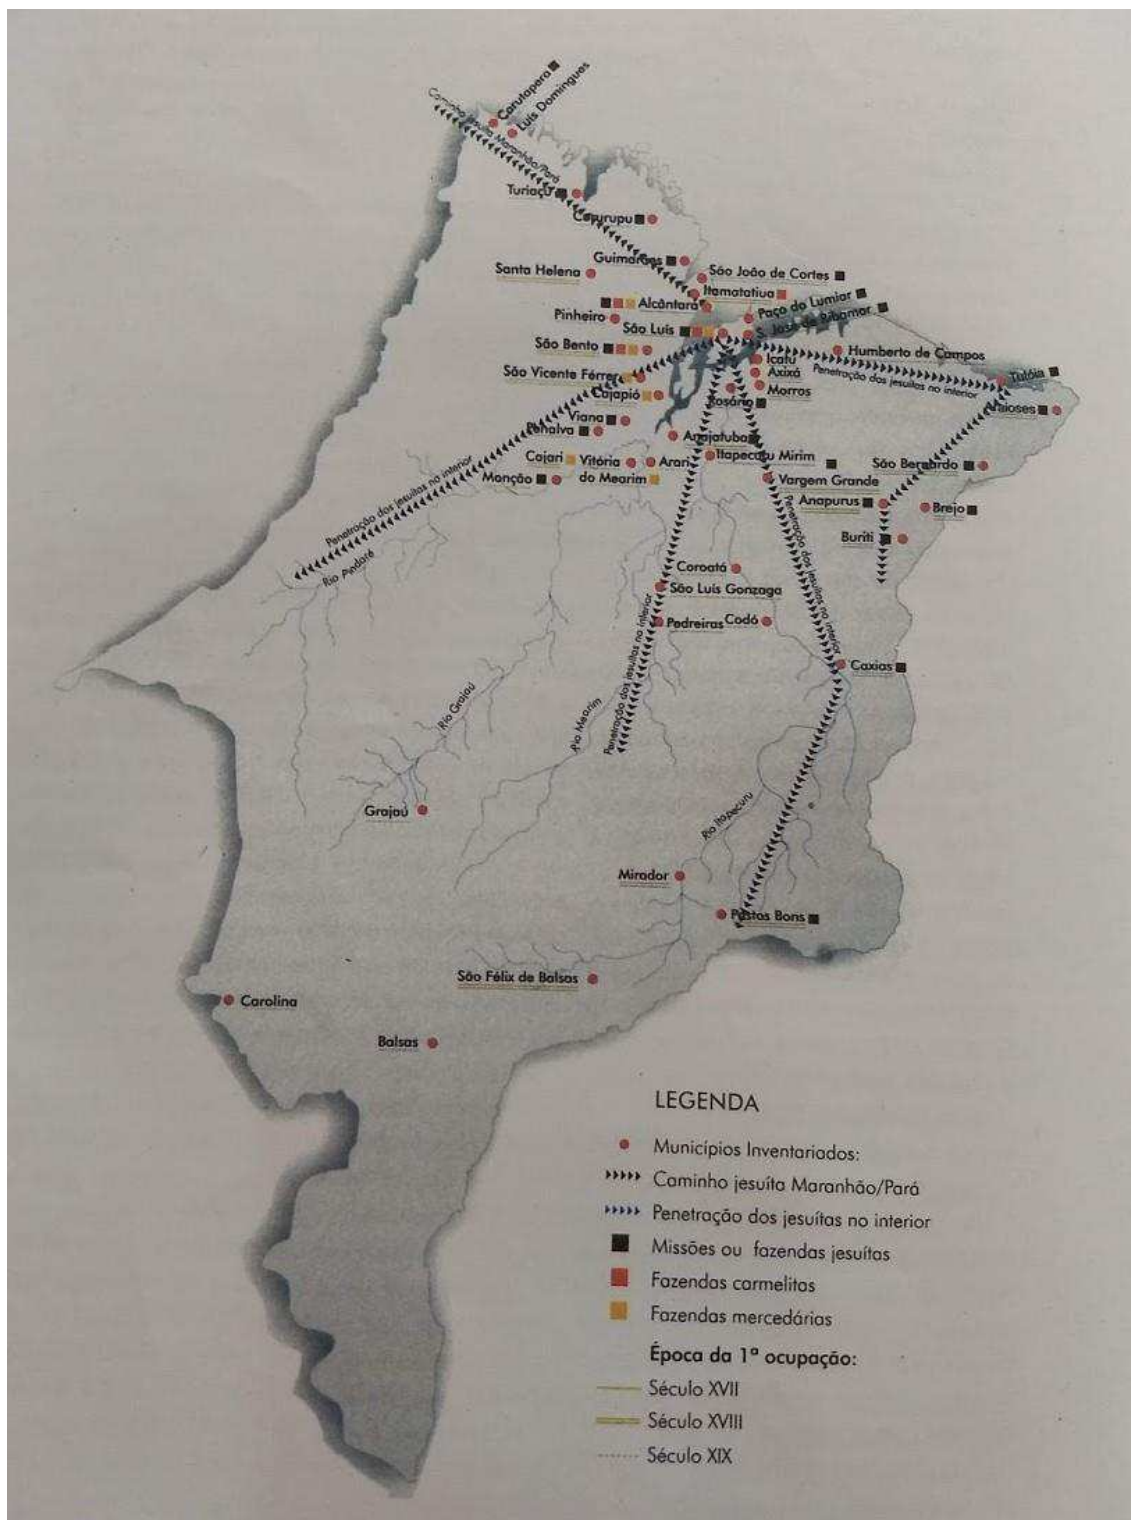 Carutapera
Luís Domingues
Caminho jesuíta Maranhão/Pará
Turiaçu
Cururupu
Guimarães
São João de Cortes
Santa Helena
Itamatatiua
Alcântara
Paço do Lumiar
Pinheiro
São Luís
S. José de Ribamar
São Bento
Humberto de Campos
Icatu
São Vicente Férrer
Axixá
Penetração dos jesuítas no interior
Tutóia
Cajapió
Morros
Rosário
Araioses
Viana
Penalva
Anajatuba
Cajari
Vitória
do Mearim
Arari
Itapecuru Mirim
São Bernardo
Monção
Vargem Grande
Penetração dos jesuítas no interior
Anapurus
Brejo
Rio Pindaré
Buriti
Penetração dos jesuítas no interior
Coroatá
São Luís Gonzaga
Pedreiras
Codó
Penetração dos jesuítas no interior
Caxias
Rio Grajaú
Rio Mearim
Grajaú
Rio Itapecuru
Mirador
Pastos Bons
São Félix de Balsas
Carolina
Balsas
LEGENDA
Municípios Inventariados:
Caminho jesuíta Maranhão/Pará
Penetração dos jesuítas no interior
Missões ou fazendas jesuítas
Fazendas carmelitas
Fazendas mercedárias
Época da 1ª ocupação:
Século XVII
Século XVIII
Século XIX